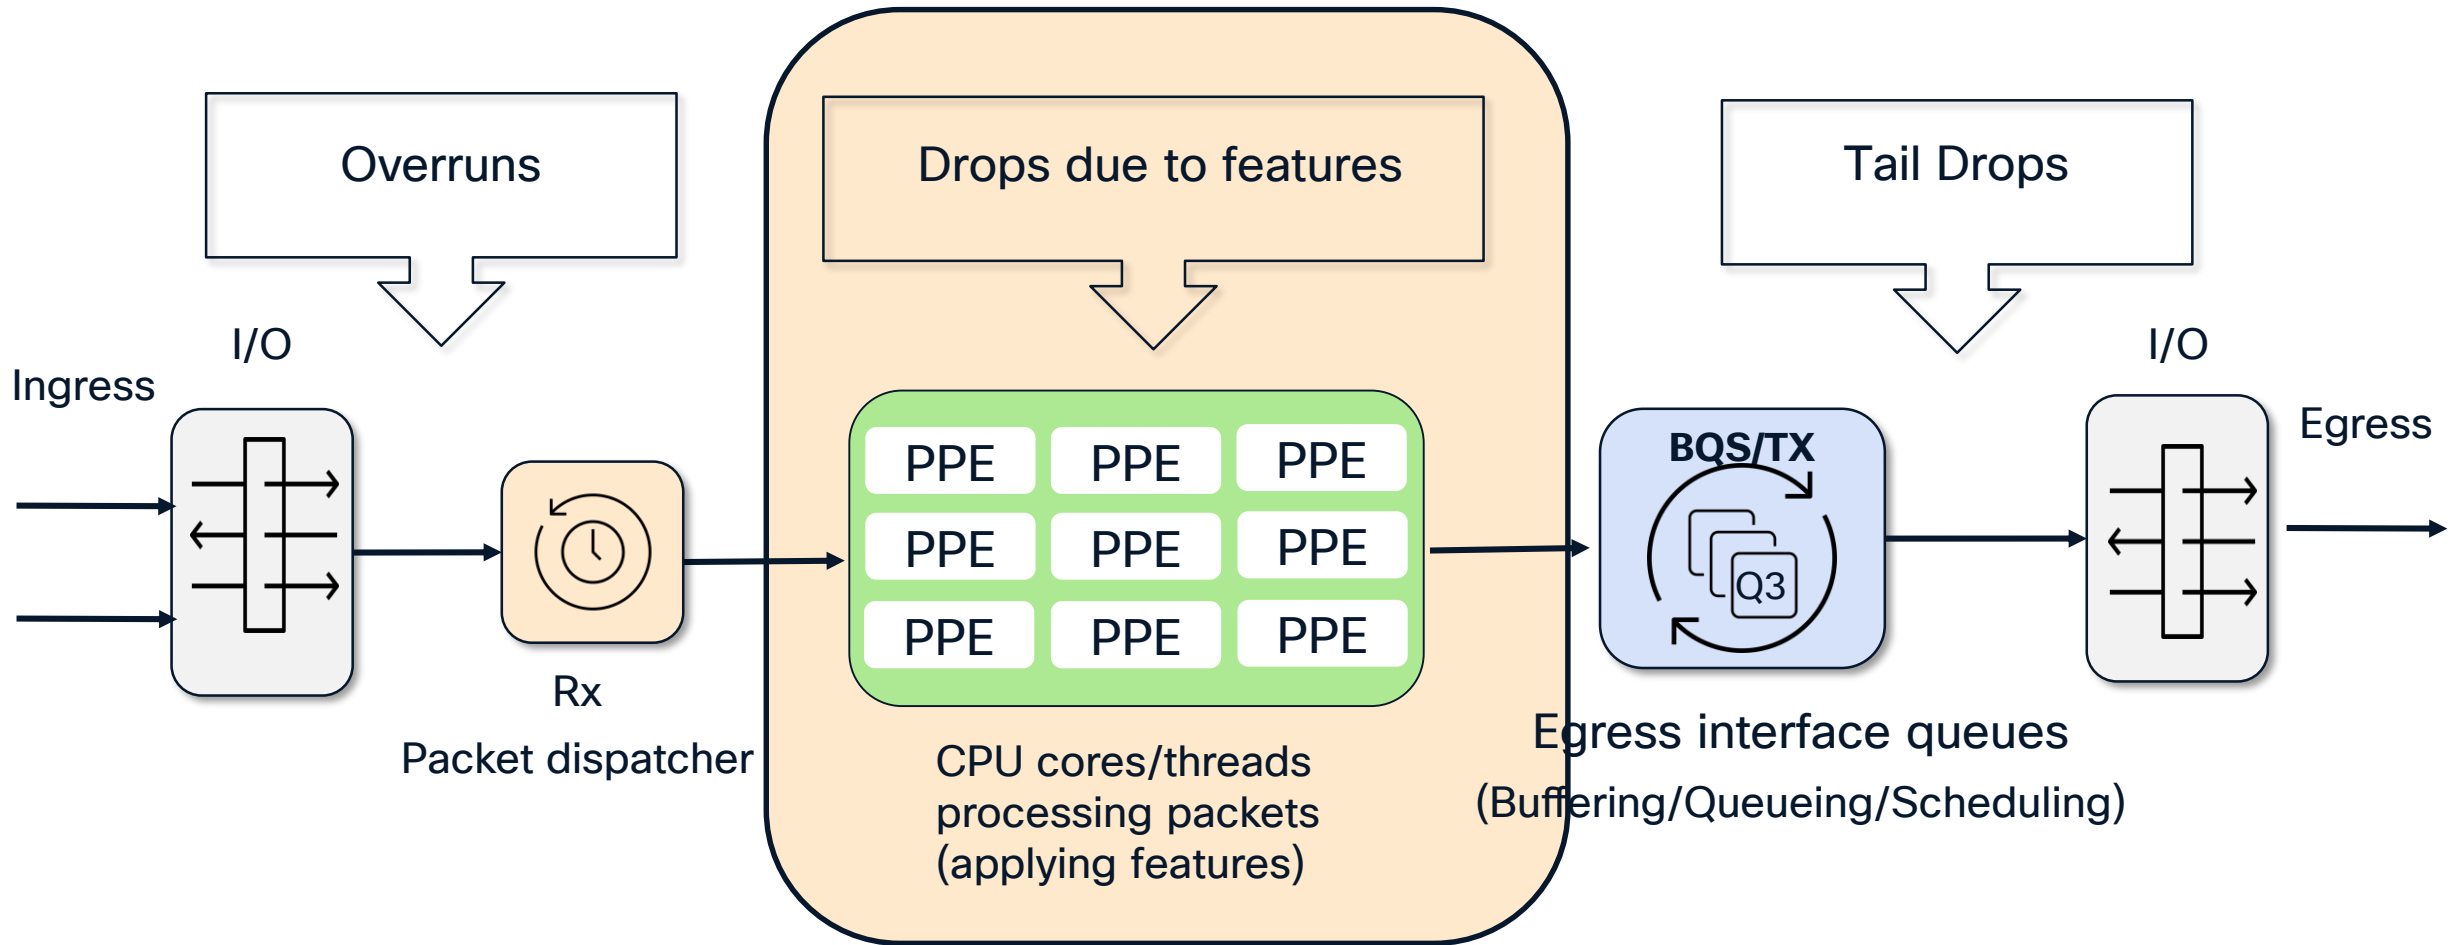 Overruns
Drops due to features
Tail Drops
I/O
I/O
Ingress
Egress
PPE PPE PPE
PPE PPE PPE
PPE PPE PPE
BQS/TX
Q3
Rx
Packet dispatcher
CPU cores/threads
processing packets
(applying features)
Egress interface queues
(Buffering/Queueing/Scheduling)